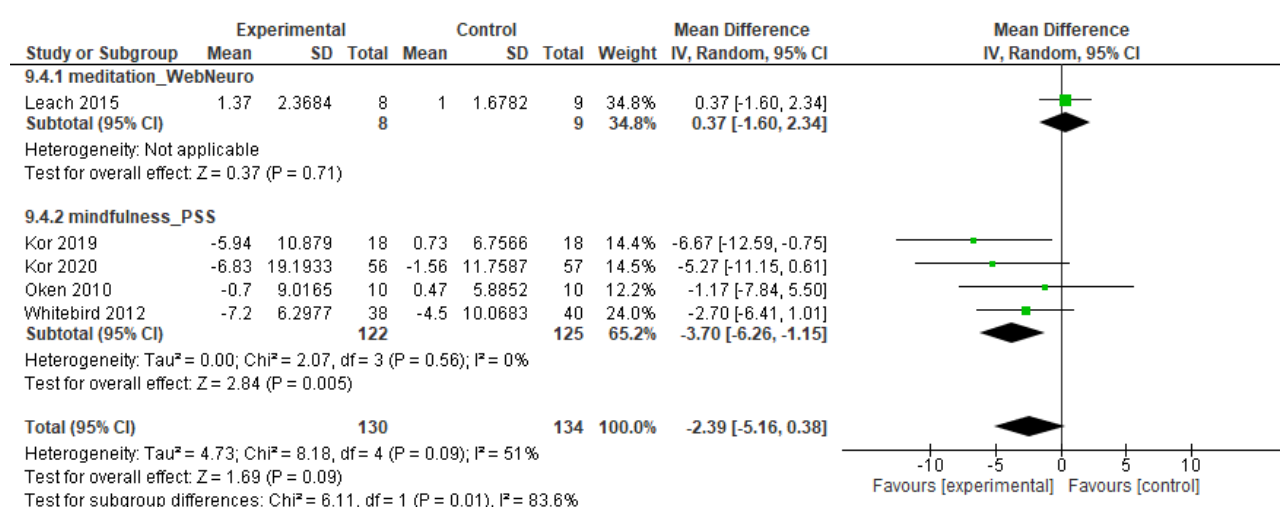 Experimental Control Mean Difference Mean Difference
Study or Subgroup Mean SD Total Mean SD Total Weight IV, Random, 95% CI IV, Random, 95% CI
9.4.1 meditation_WebNeuro
Leach 2015 1.37 2.3684 8 1 1.6782 9 34.8% 0.37 [-1.60, 2.34]
Subtotal (95% CI) 8 9 34.8% 0.37 [-1.60, 2.34]
Heterogeneity: Not applicable
Test for overall effect: Z = 0.37 (P = 0.71)
9.4.2 mindfulness_PSS
Kor 2019 -5.94 10.879 18 0.73 6.7566 18 14.4% -6.67 [-12.59, -0.75]
Kor 2020 -6.83 19.1933 56 -1.56 11.7587 57 14.5% -5.27 [-11.15, 0.61]
Oken 2010 -0.7 9.0165 10 0.47 5.8852 10 12.2% -1.17 [-7.84, 5.50]
Whitebird 2012 -7.2 6.2977 38 -4.5 10.0683 40 24.0% -2.70 [-6.41, 1.01]
Subtotal (95% CI) 122 125 65.2% -3.70 [-6.26, -1.15]
Heterogeneity: Tau² = 0.00; Chi² = 2.07, df = 3 (P = 0.56); I² = 0%
Test for overall effect: Z = 2.84 (P = 0.005)
Total (95% CI) 130 134 100.0% -2.39 [-5.16, 0.38]
Heterogeneity: Tau² = 4.73; Chi² = 8.18, df = 4 (P = 0.09); I² = 51%
Test for overall effect: Z = 1.69 (P = 0.09)
Test for subgroup differences: Chi² = 6.11, df = 1 (P = 0.01), I² = 83.6%
-10 -5 0 5 10
Favours [experimental] Favours [control]